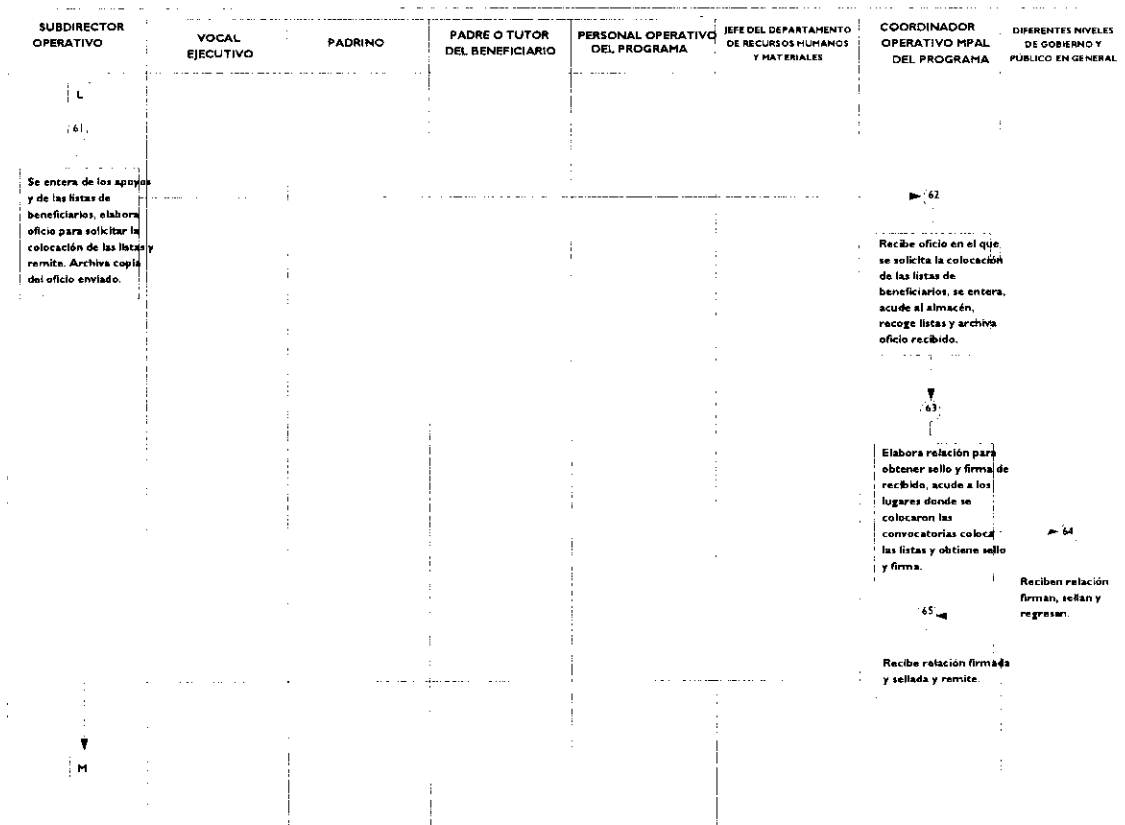 SUBDIRECTOR
OPERATIVO
VOCAL
EJECUTIVO
PADRINO
PADRE O TUTOR
DEL BENEFICIARIO
PERSONAL OPERATIVO
DEL PROGRAMA
JEFE DEL DEPARTAMENTO
DE RECURSOS HUMANOS
Y MATERIALES
COORDINADOR
OPERATIVO MPAL
DEL PROGRAMA
DIFERENTES NIVELES
DE GOBIERNO Y
PÚBLICO EN GENERAL
L
61
Se entera de los apoyos
y de las listas de
beneficiarios, elabora
oficio para solicitar la
colocación de las listas y
remite. Archiva copia
del oficio enviado.
62
Recibe oficio en el que
se solicita la colocación
de las listas de
beneficiarios, se entera,
acude al almacén,
recoge listas y archiva
oficio recibido.
63
Elabora relación para
obtener sello y firma de
recibido, acude a los
lugares donde se
colocaron las
convocatorias coloca
las listas y obtiene sello
y firma.
64
Reciben relación
firman, sellan y
regresan.
65
Recibe relación firmada
y sellada y remite.
M